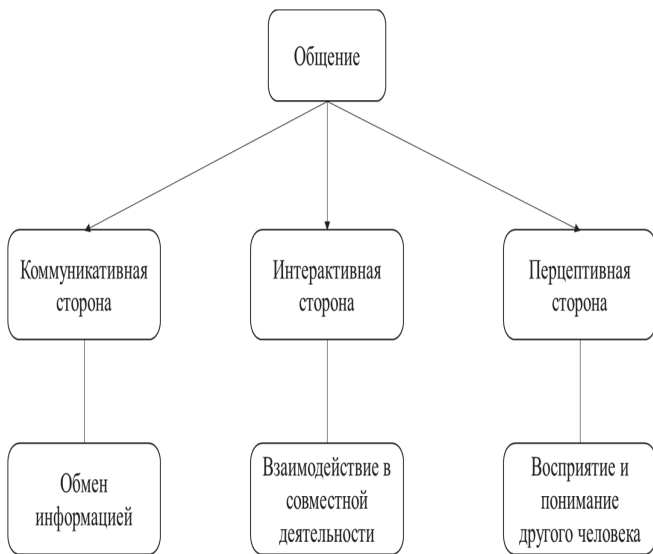 Общение
Коммуникативная
сторона
Интерактивная
сторона
Перцептивная
сторона
Обмен
информацией
Взаимодействие в
совместной
деятельности
Восприятие и
понимание
другого человека